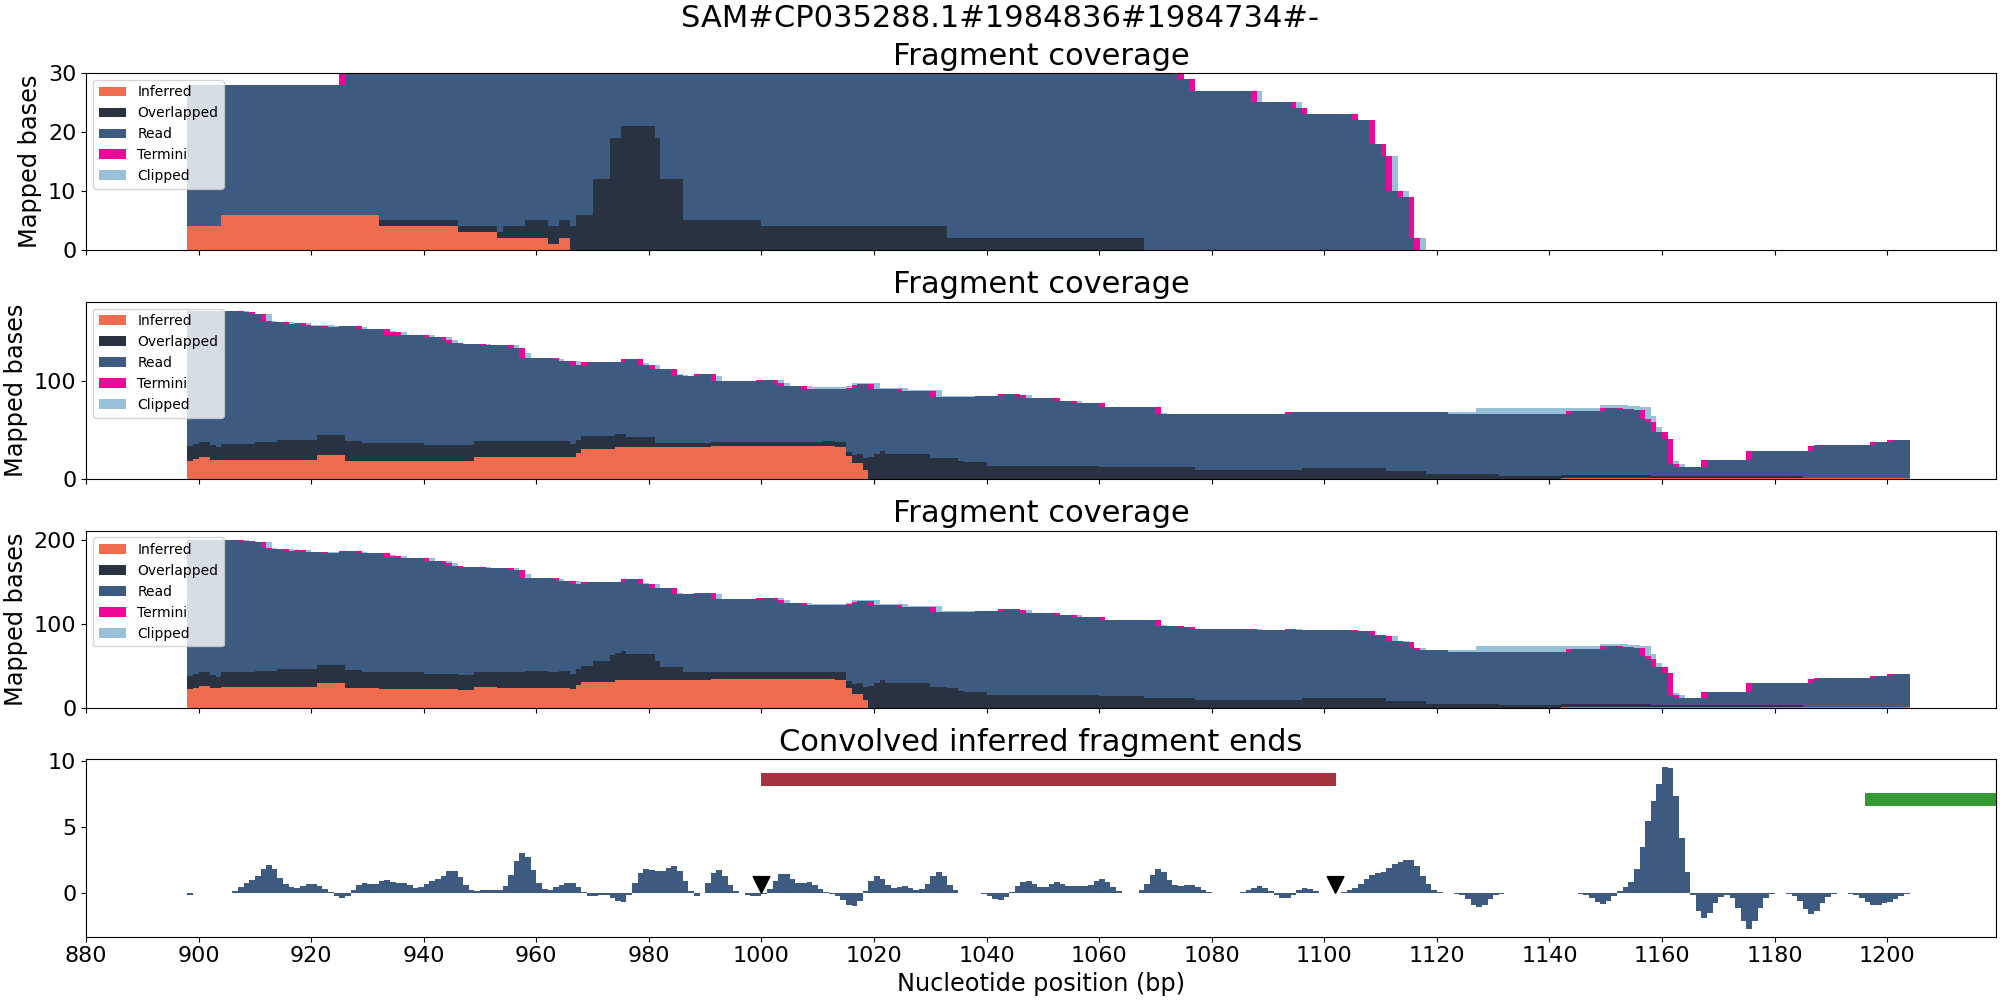 SAM#CP035288.1#1984836#1984734#-
Fragment coverage
Mapped bases
30
20
10
0
Inferred
Overlapped
Read
Termini
Clipped
Fragment coverage
Mapped bases
100
0
Inferred
Overlapped
Read
Termini
Clipped
Fragment coverage
Mapped bases
200
100
0
Inferred
Overlapped
Read
Termini
Clipped
Convolved inferred fragment ends
10
5
0
880 900 920 940 960 980 1000 1020 1040 1060 1080 1100 1120 1140 1160 1180 1200
Nucleotide position (bp)